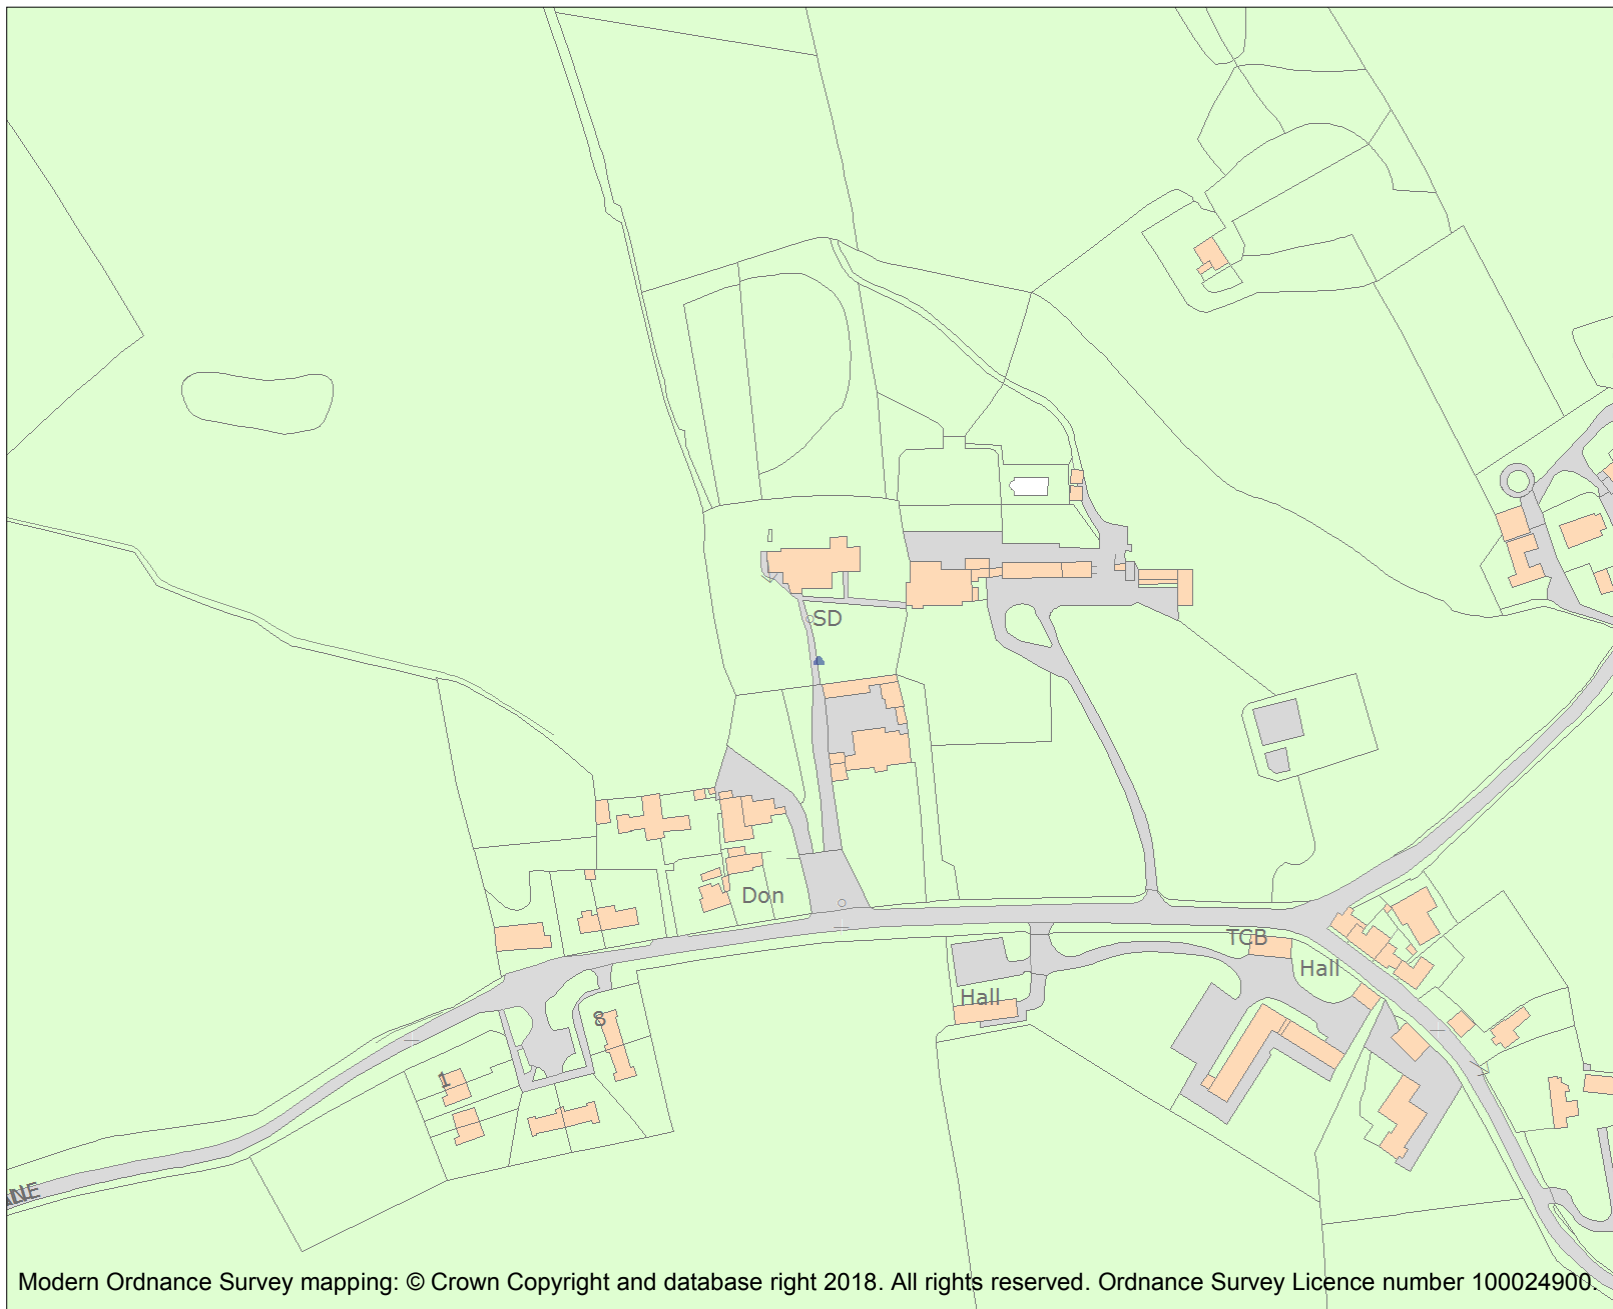 SD
Don
TCB
Hall
Hall
8
1
Modern Ordnance Survey mapping: © Crown Copyright and database right 2018. All rights reserved. Ordnance Survey Licence number 100024900.